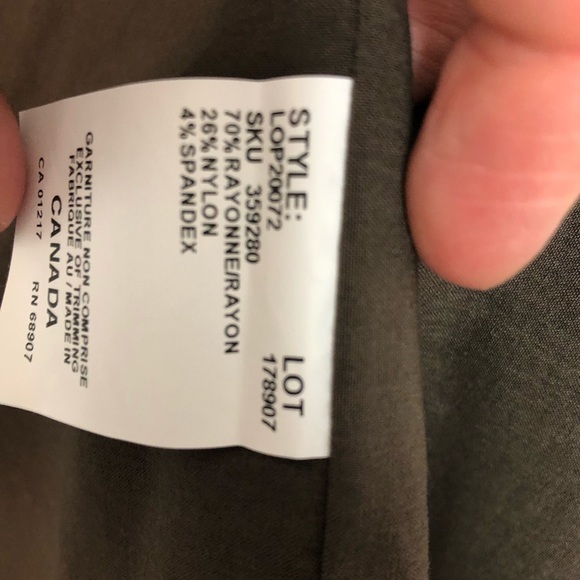 STYLE: LOT
LOP20072 178907
SKU 359280
70%RAYONNE/RAYON
26%NYLON
4%SPANDEX
GARNITURE NON COMPRISE
EXCLUSIVE OF TRIMMING
FABRIQUE AU / MADE IN
CANADA
CA 01217 RN 68907